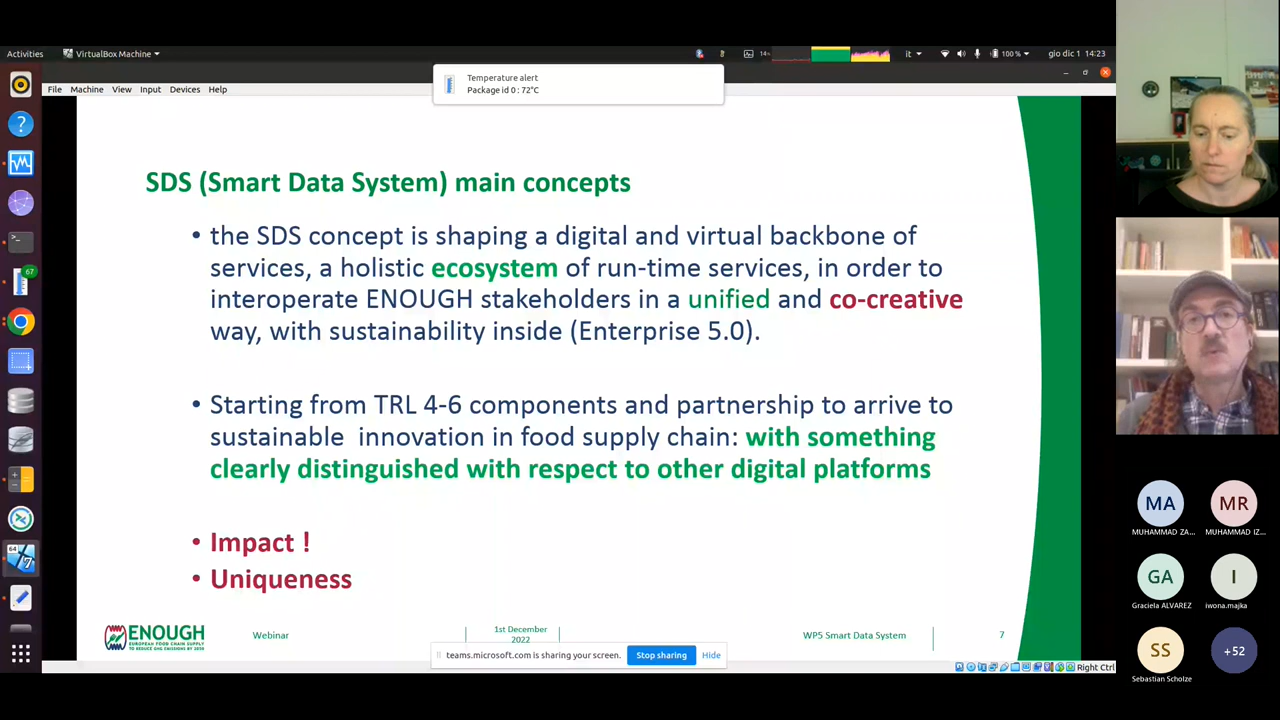 Activities
VirtualBox Machine
14%
it
100 %
gio dic 1 14:23
Temperature alert
Package id 0 : 72°C
File Machine View Input Devices Help
67
64
SDS (Smart Data System) main concepts
• the SDS concept is shaping a digital and virtual backbone of
services, a holistic ecosystem of run-time services, in order to
interoperate ENOUGH stakeholders in a unified and co-creative
way, with sustainability inside (Enterprise 5.0).
• Starting from TRL 4-6 components and partnership to arrive to
sustainable innovation in food supply chain: with something
clearly distinguished with respect to other digital platforms
• Impact !
• Uniqueness
ENOUGH
EUROPEAN FOOD CHAIN SUPPLY
TO REDUCE GHG EMISSIONS BY 2050
Webinar
1st December
2022
WP5 Smart Data System
7
teams.microsoft.com is sharing your screen.
Stop sharing
Hide
Right Ctrl
MA
MUHAMMAD ZA...
MR
MUHAMMAD IZ...
GA
Graciela ALVAREZ
I
iwona.majka
SS
Sebastian Scholze
+52